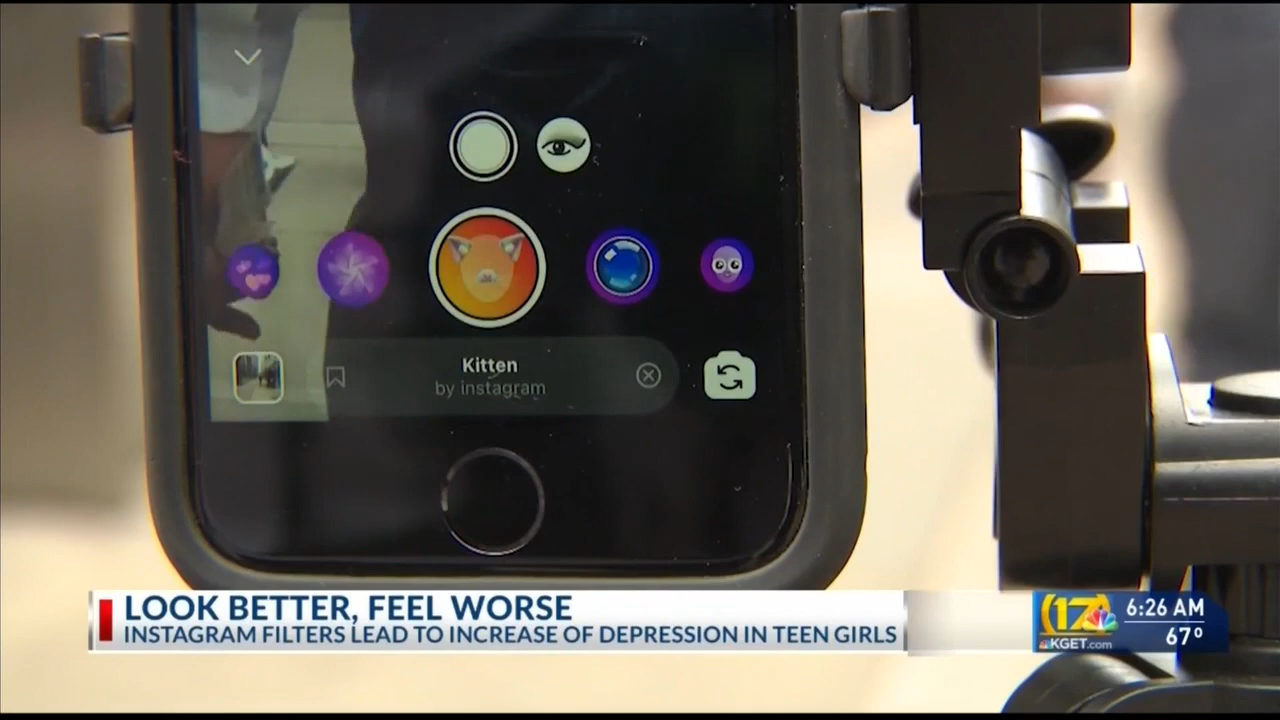 Kitten
by instagram
LOOK BETTER, FEEL WORSE
INSTAGRAM FILTERS LEAD TO INCREASE OF DEPRESSION IN TEEN GIRLS
17
KGET.com
6:26 AM
67°